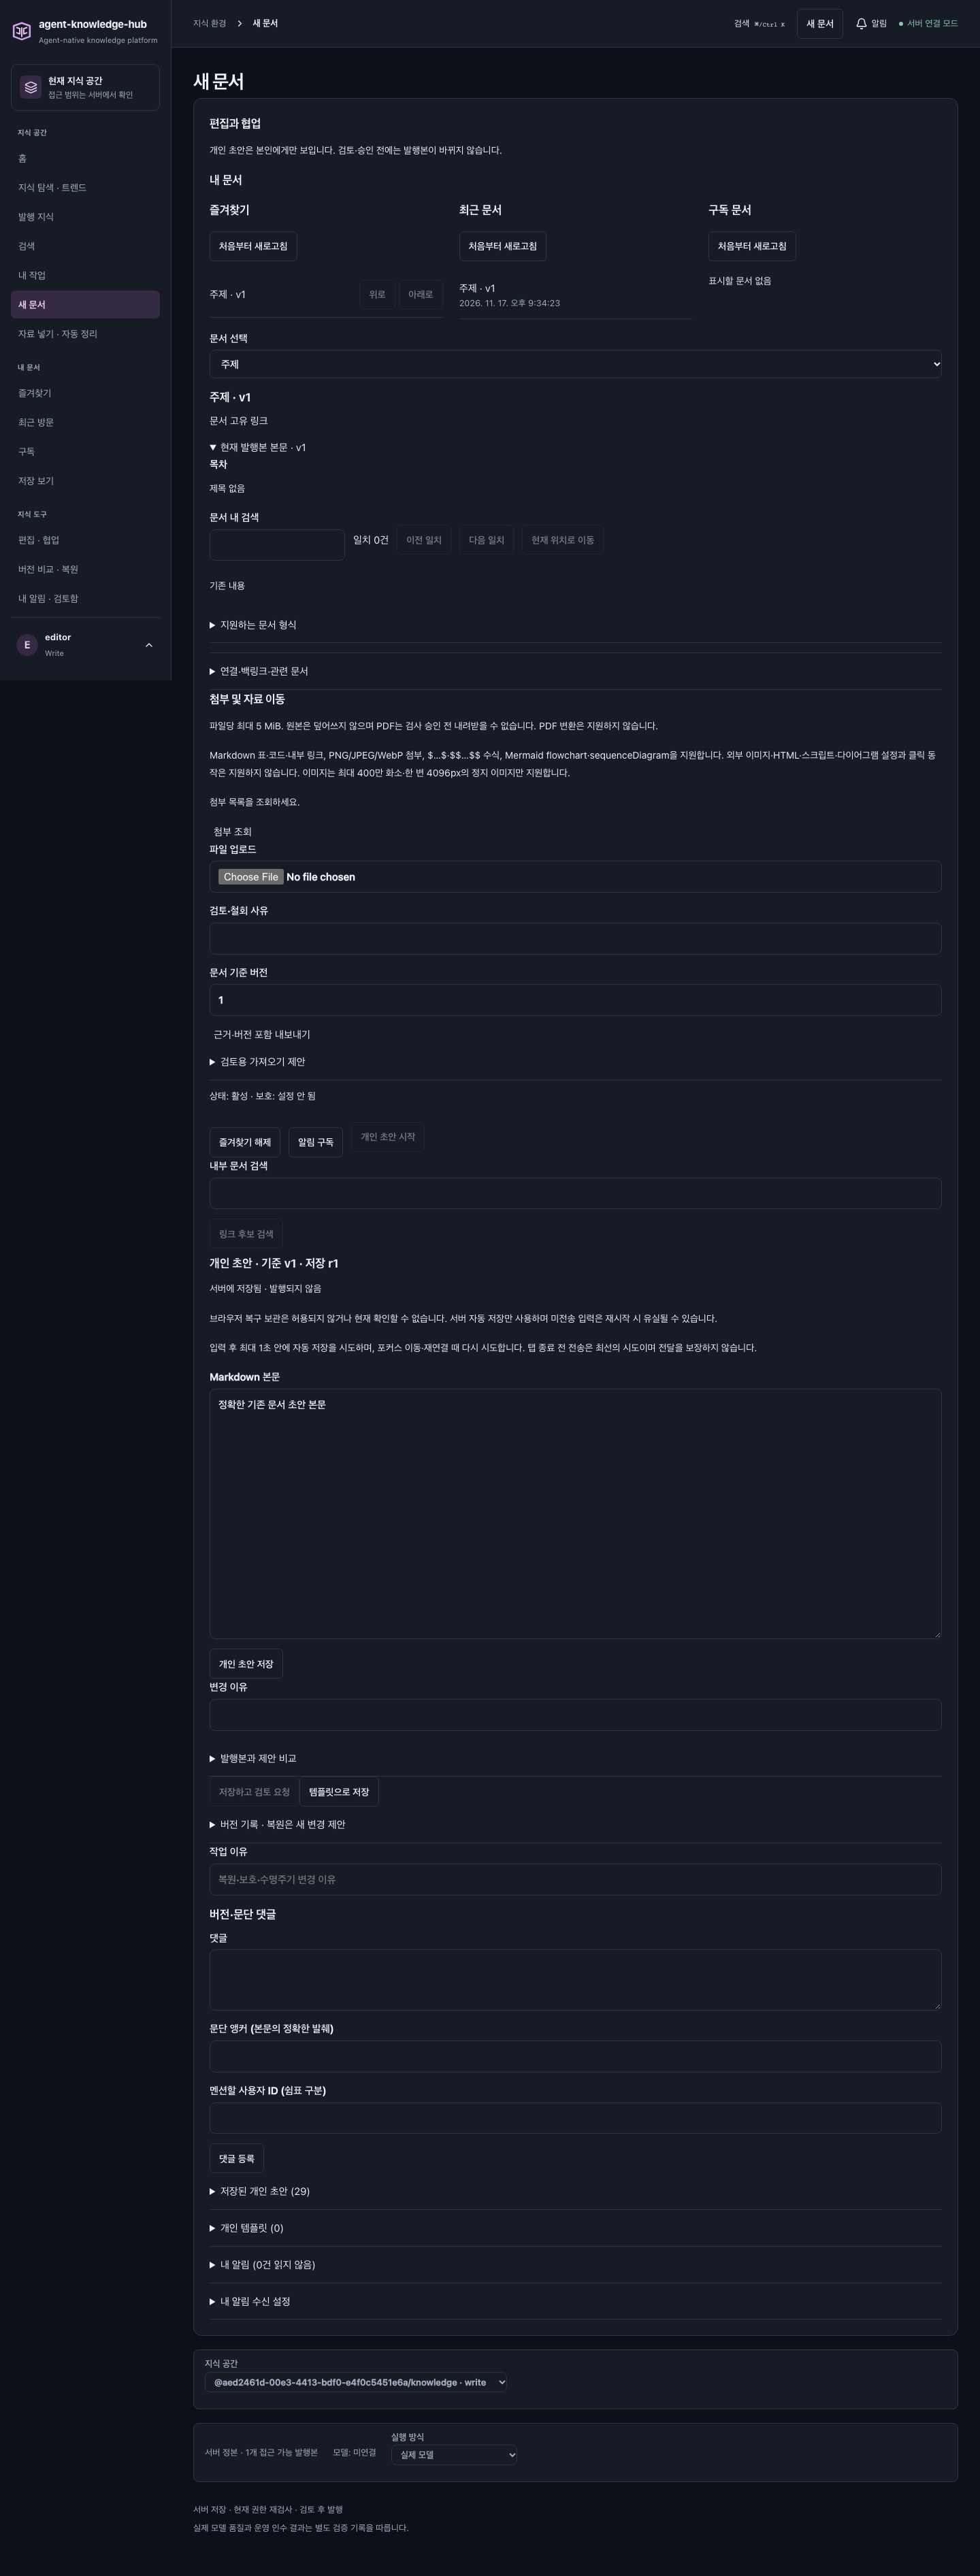 agent-knowledge-hub
Agent-native knowledge platform
현재 지식 공간
접근 범위는 서버에서 확인
지식 공간
홈
지식 탐색 · 트렌드
발행 지식
검색
내 작업
새 문서
자료 넣기 · 자동 정리
내 문서
즐겨찾기
최근 방문
구독
저장 보기
지식 도구
편집 · 협업
버전 비교 · 복원
내 알림 · 검토함
E
editor
Write
지식 환경 > 새 문서
검색 ⌘/Ctrl K
새 문서
알림
서버 연결 모드
새 문서
편집과 협업
개인 초안은 본인에게만 보입니다. 검토·승인 전에는 발행본이 바뀌지 않습니다.
내 문서
즐겨찾기
처음부터 새로고침
주제 · v1
위로
아래로
최근 문서
처음부터 새로고침
주제 · v1
2026. 11. 17. 오후 9:34:23
구독 문서
처음부터 새로고침
표시할 문서 없음
문서 선택
주제
주제 · v1
문서 고유 링크
▼ 현재 발행본 본문 · v1
목차
제목 없음
문서 내 검색
일치 0건
이전 일치
다음 일치
현재 위치로 이동
기존 내용
▶ 지원하는 문서 형식
▶ 연결·백링크·관련 문서
첨부 및 자료 이동
파일당 최대 5 MiB. 원본은 덮어쓰지 않으며 PDF는 검사 승인 전 내려받을 수 없습니다. PDF 변환은 지원하지 않습니다.
Markdown 표·코드·내부 링크, PNG/JPEG/WebP 첨부, $...$·$$...$$ 수식, Mermaid flowchart·sequenceDiagram을 지원합니다. 외부 이미지·HTML·스크립트·다이어그램 설정과 클릭 동
작은 지원하지 않습니다. 이미지는 최대 400만 화소·한 변 4096px의 정지 이미지만 지원합니다.
첨부 목록을 조회하세요.
첨부 조회
파일 업로드
Choose File No file chosen
검토·철회 사유
문서 기준 버전
1
근거·버전 포함 내보내기
▶ 검토용 가져오기 제안
상태: 활성 · 보호: 설정 안 됨
즐겨찾기 해제
알림 구독
개인 초안 시작
내부 문서 검색
링크 후보 검색
개인 초안 · 기준 v1 · 저장 r1
서버에 저장됨 · 발행되지 않음
브라우저 복구 보관은 허용되지 않거나 현재 확인할 수 없습니다. 서버 자동 저장만 사용하며 미전송 입력은 재시작 시 유실될 수 있습니다.
입력 후 최대 1초 안에 자동 저장을 시도하며, 포커스 이동·재연결 때 다시 시도합니다. 탭 종료 전 전송은 최선의 시도이며 전달을 보장하지 않습니다.
Markdown 본문
정확한 기존 문서 초안 본문
개인 초안 저장
변경 이유
▶ 발행본과 제안 비교
저장하고 검토 요청
템플릿으로 저장
▶ 버전 기록 · 복원은 새 변경 제안
작업 이유
복원·보호·수명주기 변경 이유
버전·문단 댓글
댓글
문단 앵커 (본문의 정확한 발췌)
멘션할 사용자 ID (쉼표 구분)
댓글 등록
▶ 저장된 개인 초안 (29)
▶ 개인 템플릿 (0)
▶ 내 알림 (0건 읽지 않음)
▶ 내 알림 수신 설정
지식 공간
@aed2461d-00e3-4413-bdf0-e4f0c5451e6a/knowledge · write
서버 정본 · 1개 접근 가능 발행본
모델: 미연결
실행 방식
실제 모델
서버 저장 · 현재 권한 재검사 · 검토 후 발행
실제 모델 품질과 운영 인수 결과는 별도 검증 기록을 따릅니다.